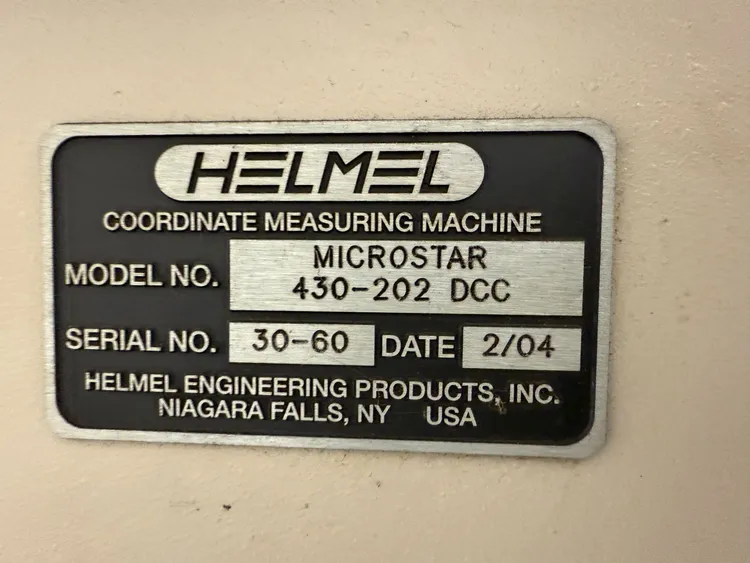 HELMEL
COORDINATE MEASURING MACHINE
MODEL NO. MICROSTAR
430-202 DCC
SERIAL NO. 30-60 DATE 2/04
HELMEL ENGINEERING PRODUCTS, INC.
NIAGARA FALLS, NY USA